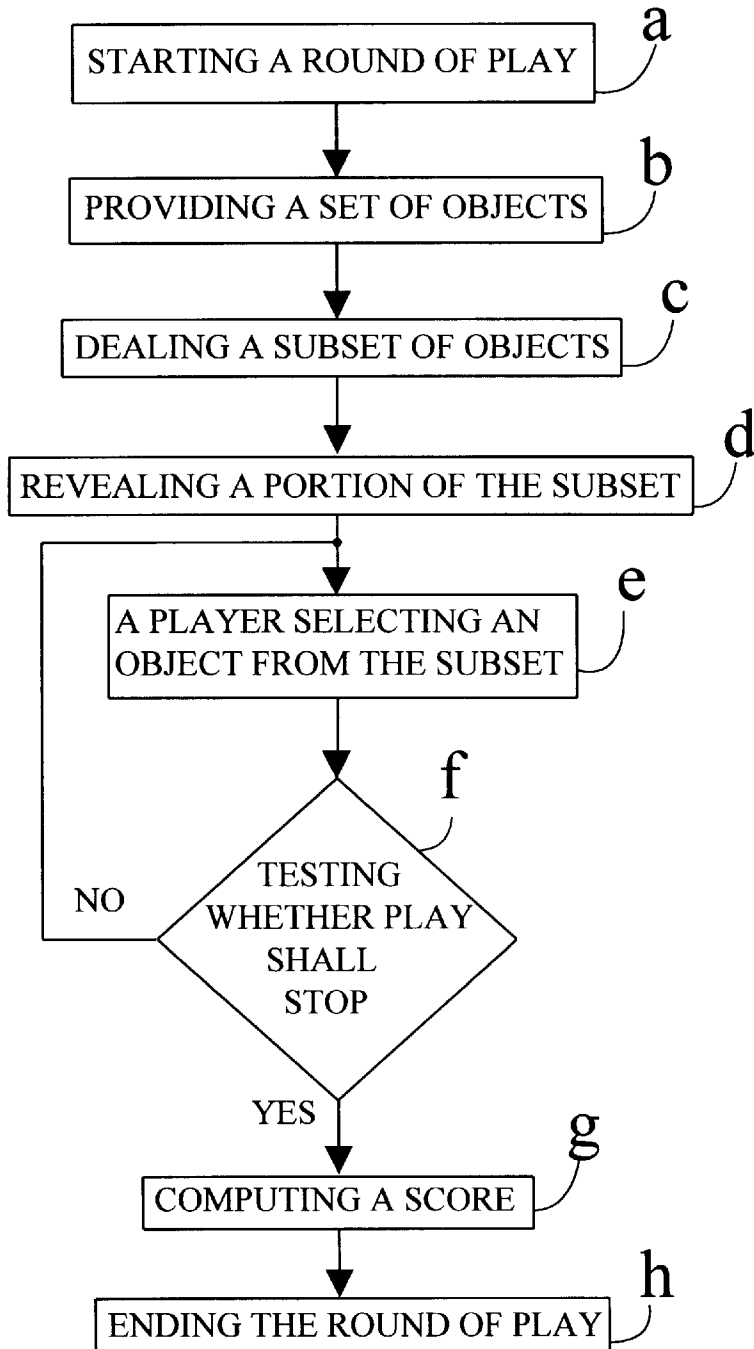 a
STARTING A ROUND OF PLAY
b
PROVIDING A SET OF OBJECTS
c
DEALING A SUBSET OF OBJECTS
d
REVEALING A PORTION OF THE SUBSET
e
A PLAYER SELECTING AN
OBJECT FROM THE SUBSET
f
TESTING
WHETHER PLAY
SHALL
STOP
NO
YES
g
COMPUTING A SCORE
h
ENDING THE ROUND OF PLAY